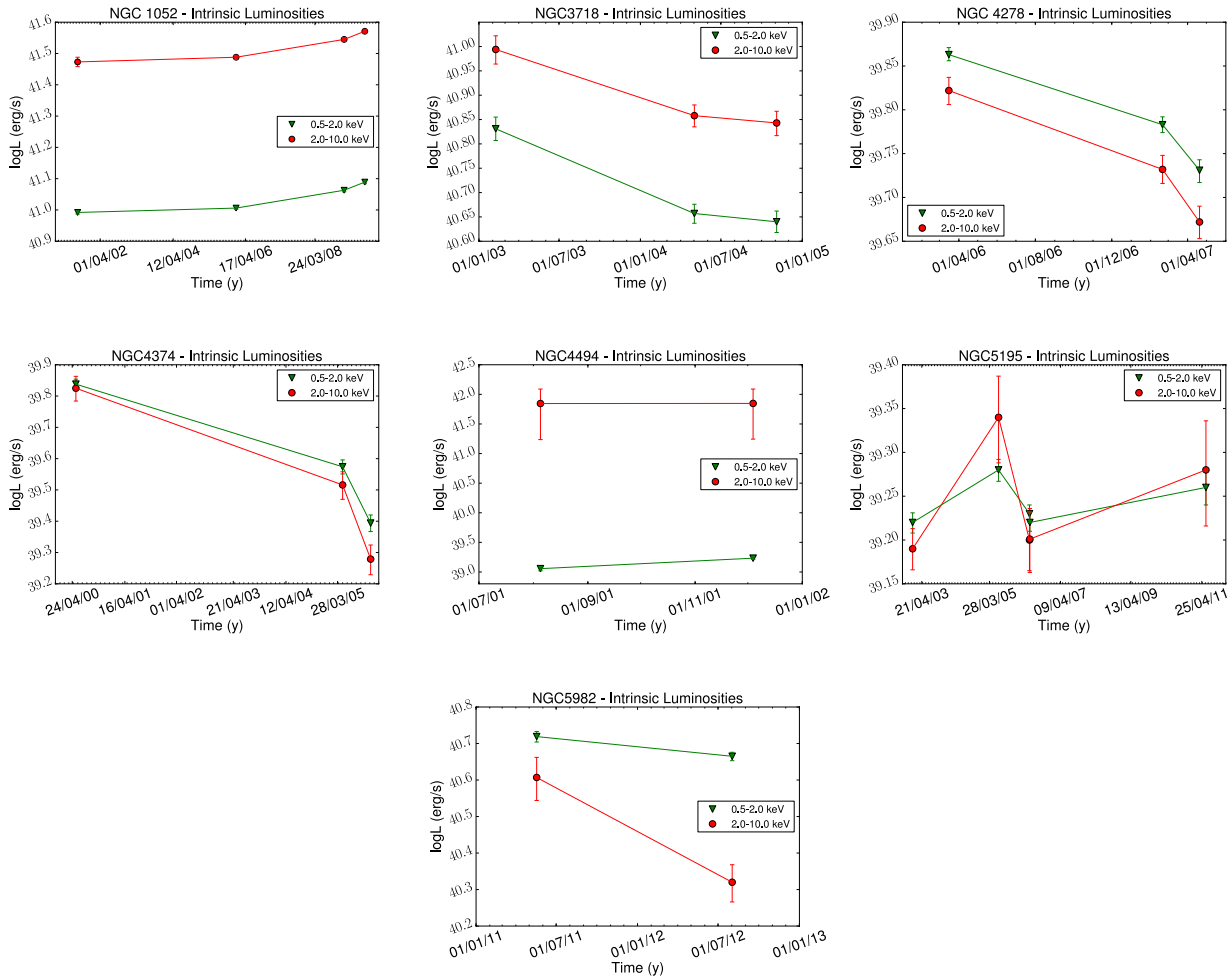 NGC 1052 - Intrinsic Luminosities
logL (erg/s)
41.6
41.5
41.4
41.3
41.2
41.1
41.0
40.9
0.5-2.0 keV
2.0-10.0 keV
01/04/02
12/04/04
17/04/06
24/03/08
Time (y)
NGC3718 - Intrinsic Luminosities
logL (erg/s)
41.00
40.95
40.90
40.85
40.80
40.75
40.70
40.65
40.60
0.5-2.0 keV
2.0-10.0 keV
01/01/03
01/07/03
01/01/04
01/07/04
01/01/05
Time (y)
NGC 4278 - Intrinsic Luminosities
logL (erg/s)
39.90
39.85
39.80
39.75
39.70
39.65
0.5-2.0 keV
2.0-10.0 keV
01/04/06
01/08/06
01/12/06
01/04/07
Time (y)
NGC4374 - Intrinsic Luminosities
logL (erg/s)
39.9
39.8
39.7
39.6
39.5
39.4
39.3
39.2
0.5-2.0 keV
2.0-10.0 keV
24/04/00
16/04/01
01/04/02
21/04/03
12/04/04
28/03/05
Time (y)
NGC4494 - Intrinsic Luminosities
logL (erg/s)
42.5
42.0
41.5
41.0
40.5
40.0
39.5
39.0
0.5-2.0 keV
2.0-10.0 keV
01/07/01
01/09/01
01/11/01
01/01/02
Time (y)
NGC5195 - Intrinsic Luminosities
logL (erg/s)
39.40
39.35
39.30
39.25
39.20
39.15
0.5-2.0 keV
2.0-10.0 keV
21/04/03
28/03/05
09/04/07
13/04/09
25/04/11
Time (y)
NGC5982 - Intrinsic Luminosities
logL (erg/s)
40.8
40.7
40.6
40.5
40.4
40.3
40.2
0.5-2.0 keV
2.0-10.0 keV
01/01/11
01/07/11
01/01/12
01/07/12
01/01/13
Time (y)